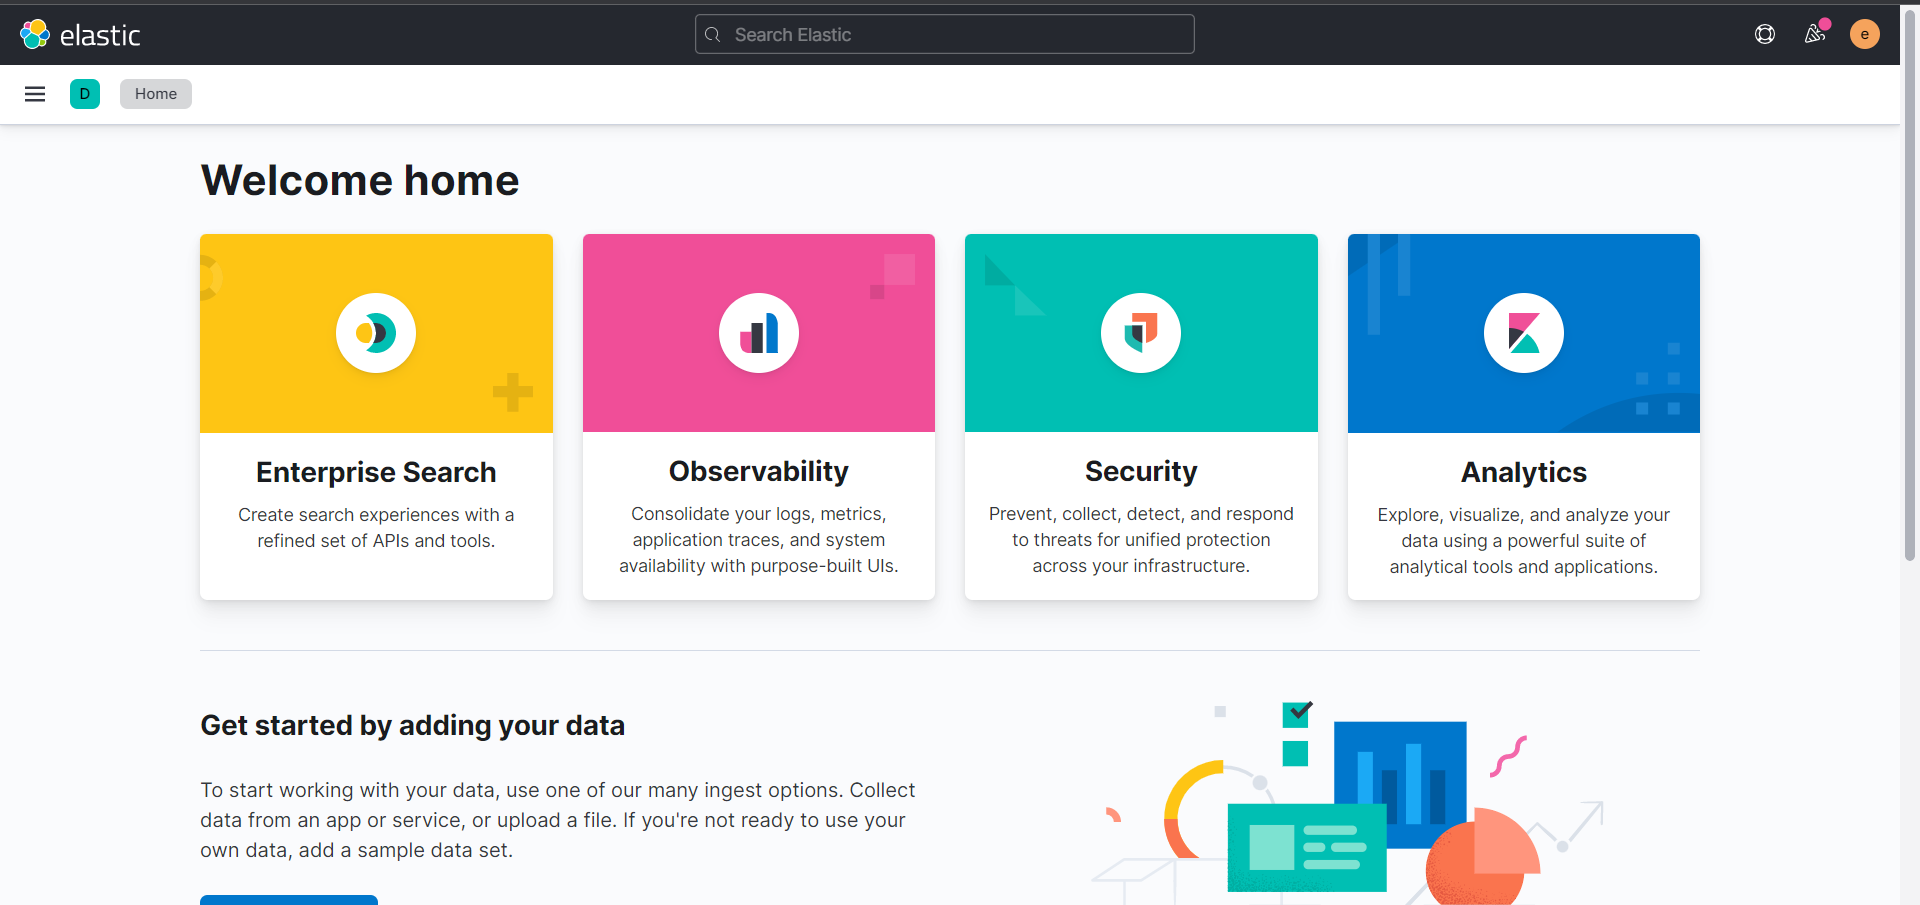 elastic
Search Elastic
e
D
Home
Welcome home
Enterprise Search
Create search experiences with a
refined set of APIs and tools.
Observability
Consolidate your logs, metrics,
application traces, and system
availability with purpose-built UIs.
Security
Prevent, collect, detect, and respond
to threats for unified protection
across your infrastructure.
Analytics
Explore, visualize, and analyze your
data using a powerful suite of
analytical tools and applications.
Get started by adding your data
To start working with your data, use one of our many ingest options. Collect
data from an app or service, or upload a file. If you're not ready to use your
own data, add a sample data set.